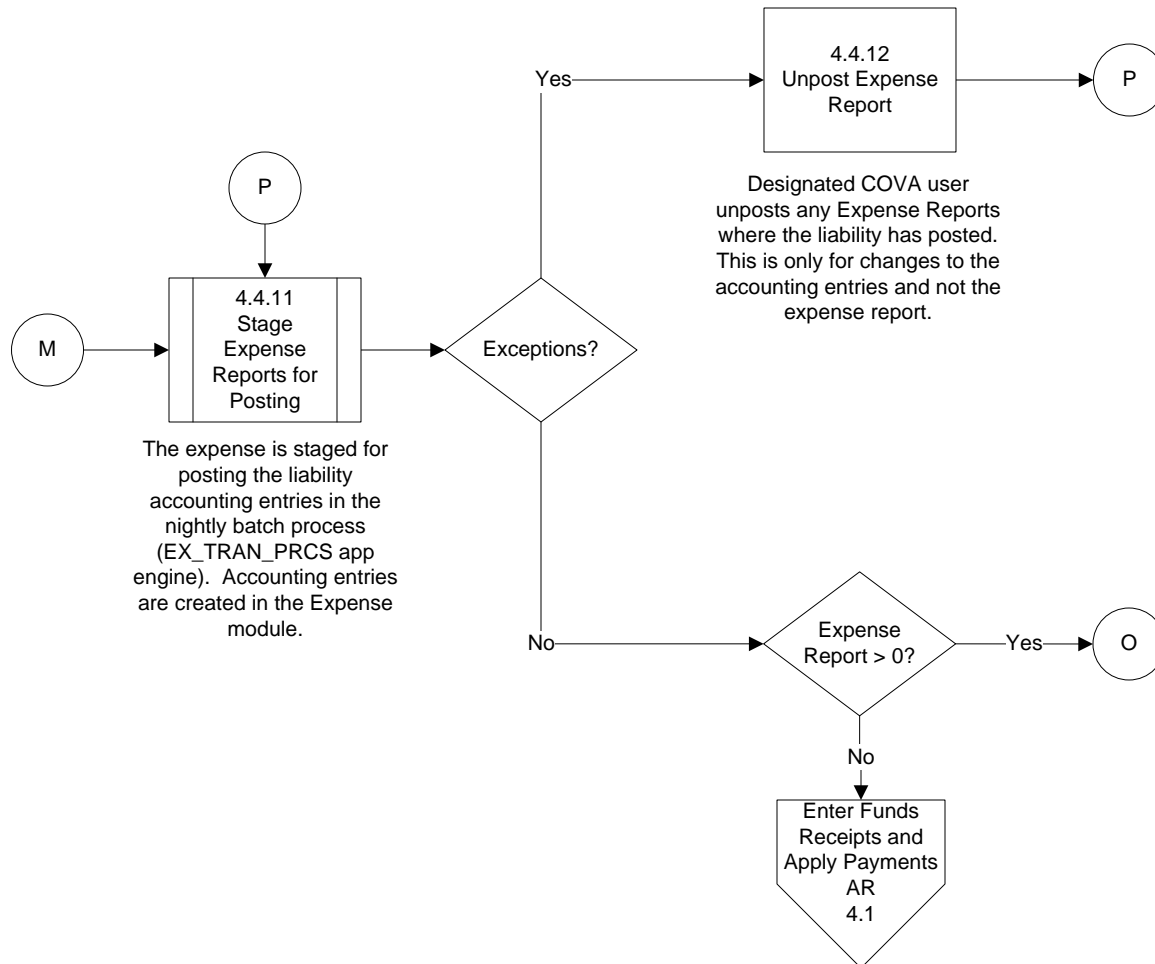 4.4.12
Unpost Expense
Report
P
Yes
Designated COVA user
unposts any Expense Reports
where the liability has posted.
This is only for changes to the
accounting entries and not the
expense report.
P
M
4.4.11
Stage
Expense
Reports for
Posting
Exceptions?
The expense is staged for
posting the liability
accounting entries in the
nightly batch process
(EX_TRAN_PRCS app
engine).  Accounting entries
are created in the Expense
module.
No
Expense
Report > 0?
Yes
O
No
Enter Funds
Receipts and
Apply Payments
AR
4.1